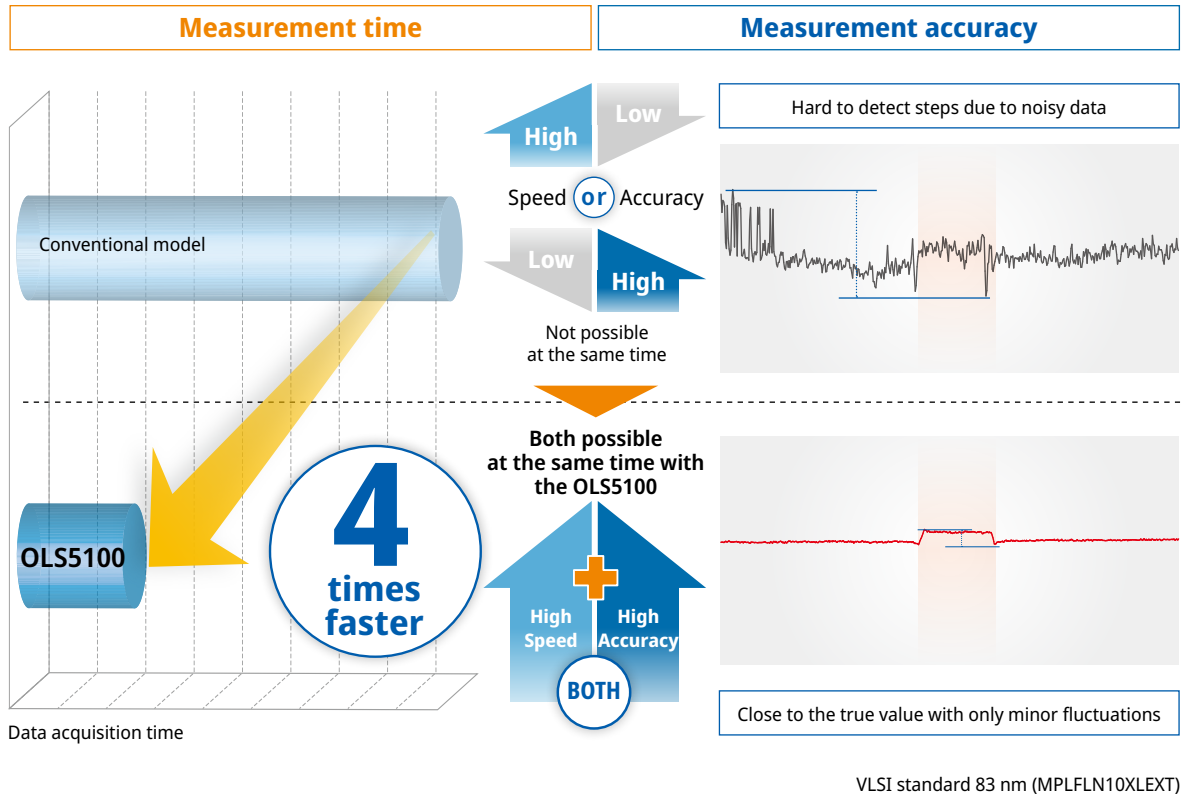 Measurement time
Measurement accuracy
Conventional model
High
Low
Speed or Accuracy
Low
High
Not possible
at the same time
Hard to detect steps due to noisy data
OLS5100
4
times
faster
Both possible
at the same time with
the OLS5100
High
Speed
High
Accuracy
BOTH
Close to the true value with only minor fluctuations
Data acquisition time
VLSI standard 83 nm (MPLFLN10XLEXT)